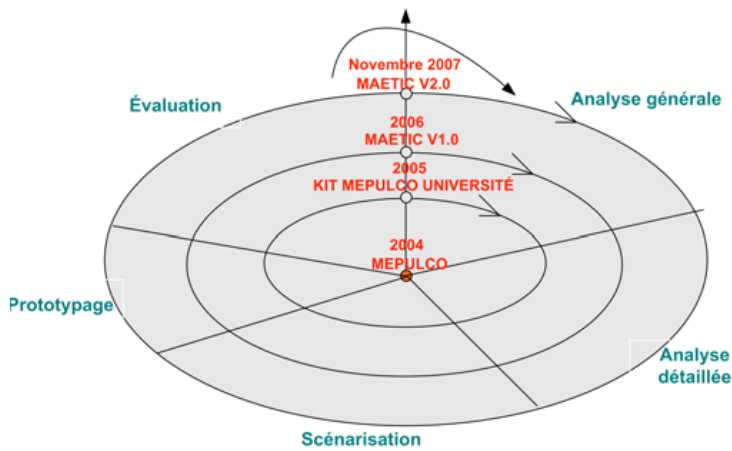 Novembre 2007
MAETIC V2.0
Évaluation
Analyse générale
2006
MAETIC V1.0
2005
KIT MEPULCO UNIVERSITÉ
2004
MEPULCO
Prototypage
Analyse
détaillée
Scénarisation